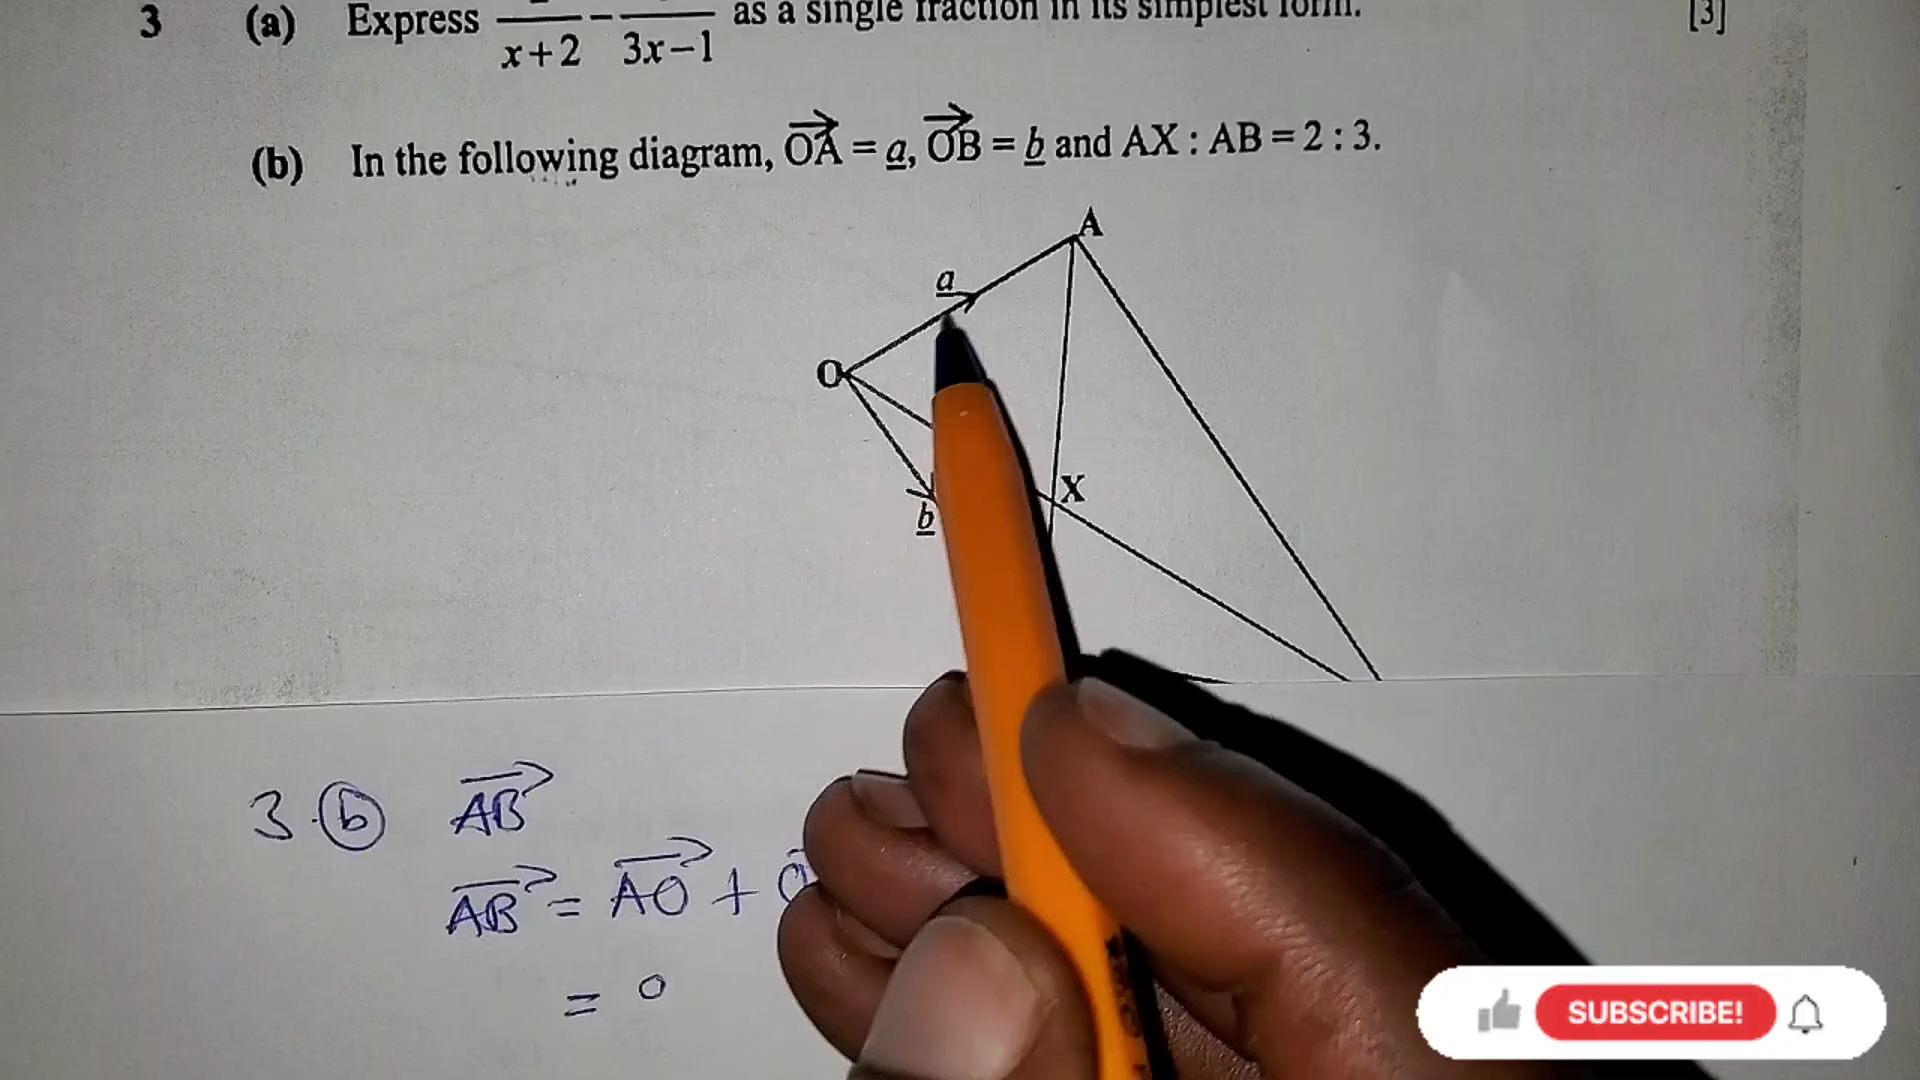 3 (a) Express x+2 − 3x−1 as a single fraction in its simplest form. [3]
(b) In the following diagram, OA = a, OB = b and AX : AB = 2 : 3.
A
a
O
X
b
3.(b) AB
AB = AO +
=
SUBSCRIBE!